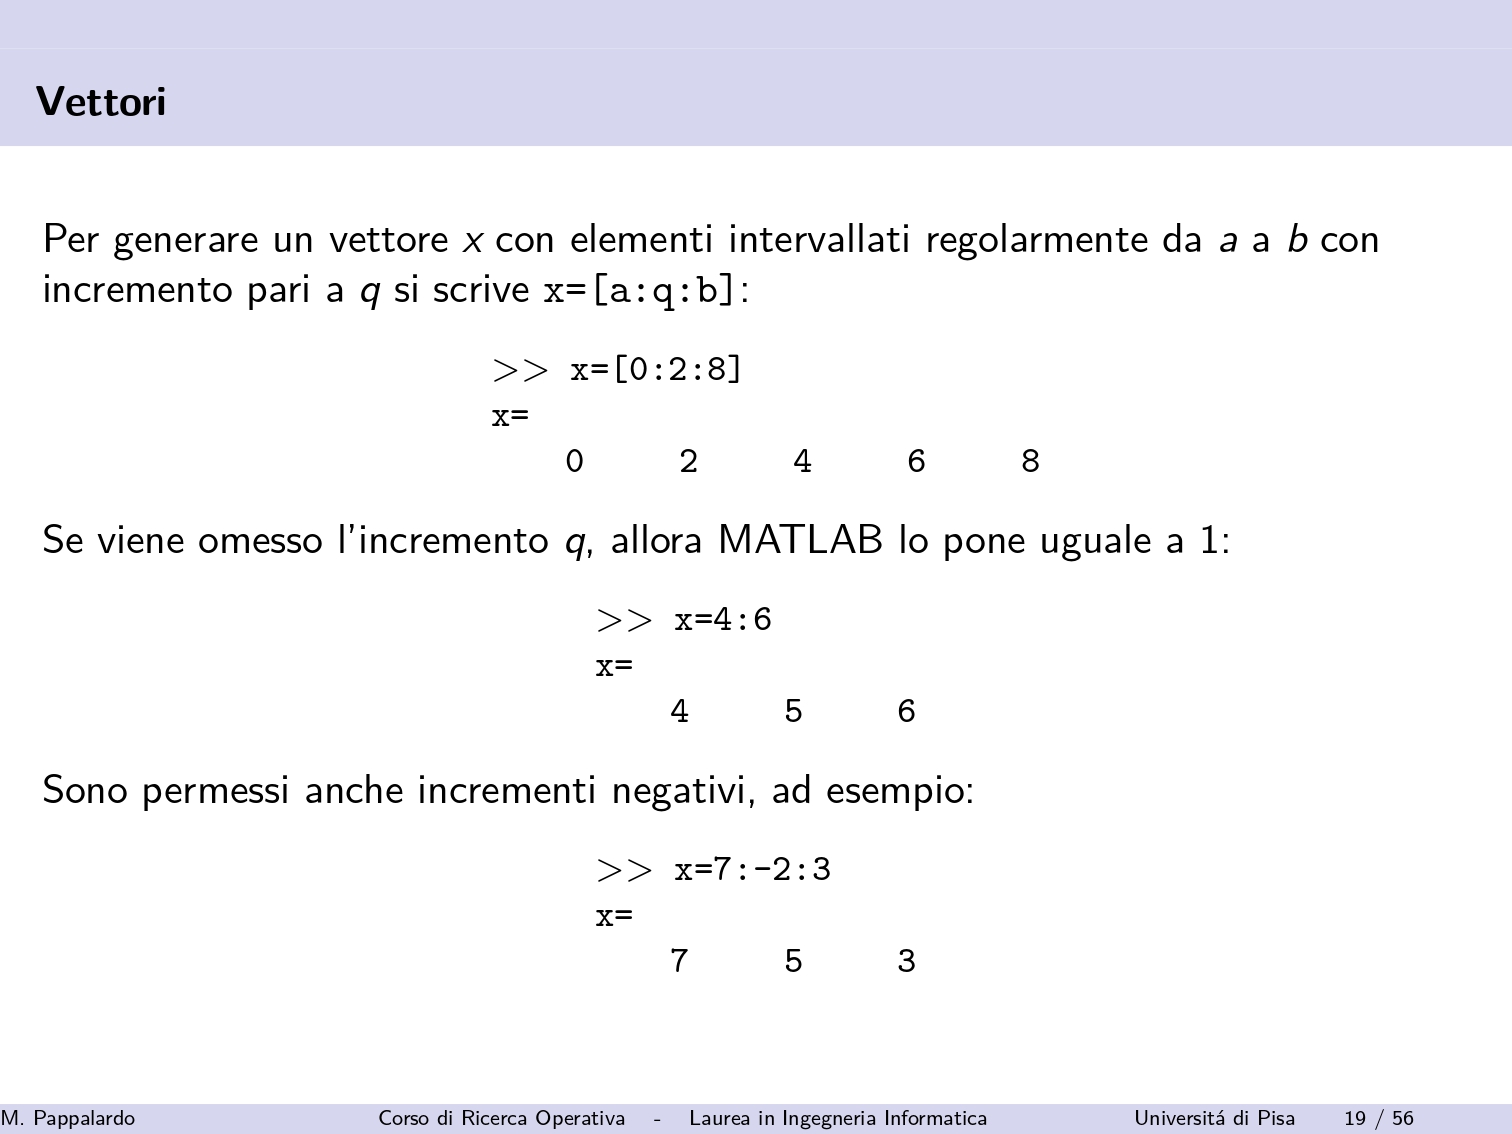 Vettori
Per generare un vettore x con elementi intervallati regolarmente da a a b con
incremento pari a q si scrive x=[a:q:b]:
>> x=[0:2:8]
x=
0 2 4 6 8
Se viene omesso l'incremento q, allora MATLAB lo pone uguale a 1:
>> x=4:6
x=
4 5 6
Sono permessi anche incrementi negativi, ad esempio:
>> x=7:-2:3
x=
7 5 3
M. Pappalardo Corso di Ricerca Operativa - Laurea in Ingegneria Informatica Universitá di Pisa 19 / 56